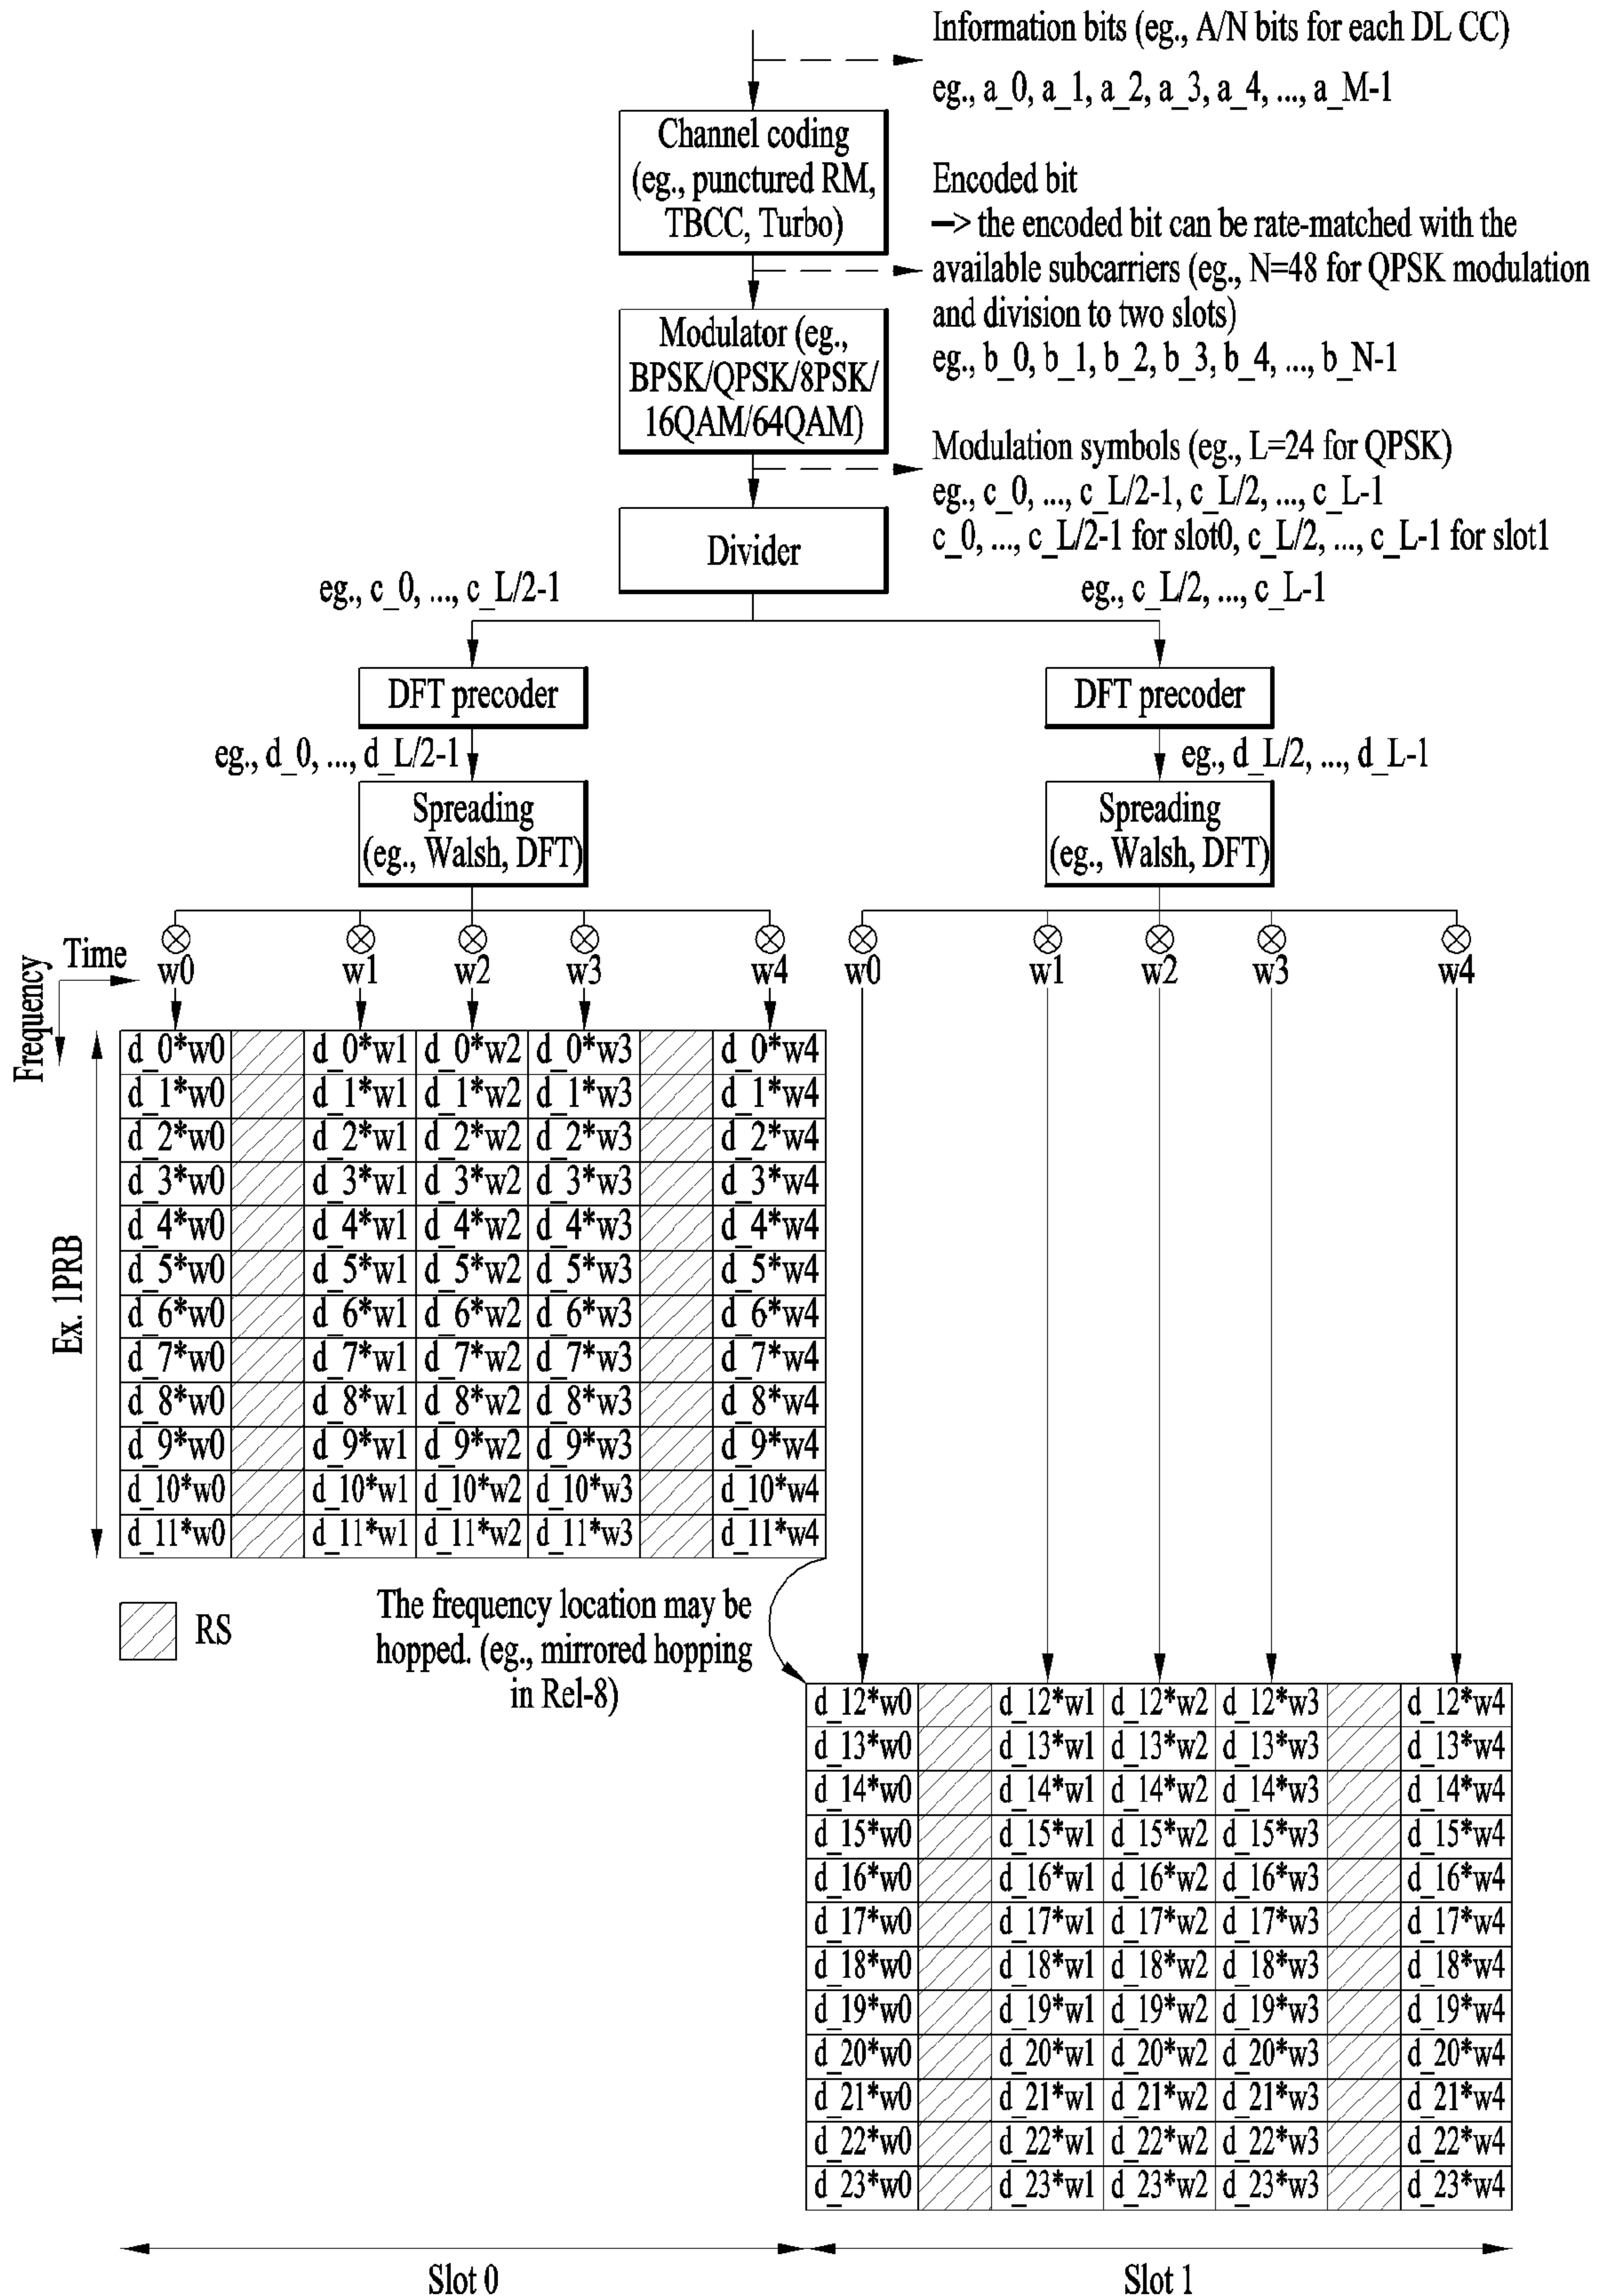 Information bits (eg., A/N bits for each DL CC)
eg., a_0, a_1, a_2, a_3, a_4, ..., a_M-1
Channel coding
(eg., punctured RM,
TBCC, Turbo)
Encoded bit
—> the encoded bit can be rate-matched with the
available subcarriers (eg., N=48 for QPSK modulation
and division to two slots)
eg., b_0, b_1, b_2, b_3, b_4, ..., b_N-1
Modulator (eg.,
BPSK/QPSK/8PSK/
16QAM/64QAM)
Modulation symbols (eg., L=24 for QPSK)
eg., c_0, ..., c_L/2-1, c_L/2, ..., c_L-1
c_0, ..., c_L/2-1 for slot0, c_L/2, ..., c_L-1 for slot1
Divider
eg., c_0, ..., c_L/2-1
eg., c_L/2, ..., c_L-1
DFT precoder
DFT precoder
eg., d_0, ..., d_L/2-1
eg., d_L/2, ..., d_L-1
Spreading
(eg., Walsh, DFT)
Spreading
(eg., Walsh, DFT)
Time
Frequency
w0 w1 w2 w3 w4 w0 w1 w2 w3 w4
d_0*w0 d_0*w1 d_0*w2 d_0*w3 d_0*w4
d_1*w0 d_1*w1 d_1*w2 d_1*w3 d_1*w4
d_2*w0 d_2*w1 d_2*w2 d_2*w3 d_2*w4
d_3*w0 d_3*w1 d_3*w2 d_3*w3 d_3*w4
d_4*w0 d_4*w1 d_4*w2 d_4*w3 d_4*w4
d_5*w0 d_5*w1 d_5*w2 d_5*w3 d_5*w4
d_6*w0 d_6*w1 d_6*w2 d_6*w3 d_6*w4
d_7*w0 d_7*w1 d_7*w2 d_7*w3 d_7*w4
d_8*w0 d_8*w1 d_8*w2 d_8*w3 d_8*w4
d_9*w0 d_9*w1 d_9*w2 d_9*w3 d_9*w4
d_10*w0 d_10*w1 d_10*w2 d_10*w3 d_10*w4
d_11*w0 d_11*w1 d_11*w2 d_11*w3 d_11*w4
Ex. 1PRB
RS
The frequency location may be
hopped. (eg., mirrored hopping
in Rel-8)
d_12*w0 d_12*w1 d_12*w2 d_12*w3 d_12*w4
d_13*w0 d_13*w1 d_13*w2 d_13*w3 d_13*w4
d_14*w0 d_14*w1 d_14*w2 d_14*w3 d_14*w4
d_15*w0 d_15*w1 d_15*w2 d_15*w3 d_15*w4
d_16*w0 d_16*w1 d_16*w2 d_16*w3 d_16*w4
d_17*w0 d_17*w1 d_17*w2 d_17*w3 d_17*w4
d_18*w0 d_18*w1 d_18*w2 d_18*w3 d_18*w4
d_19*w0 d_19*w1 d_19*w2 d_19*w3 d_19*w4
d_20*w0 d_20*w1 d_20*w2 d_20*w3 d_20*w4
d_21*w0 d_21*w1 d_21*w2 d_21*w3 d_21*w4
d_22*w0 d_22*w1 d_22*w2 d_22*w3 d_22*w4
d_23*w0 d_23*w1 d_23*w2 d_23*w3 d_23*w4
Slot 0
Slot 1